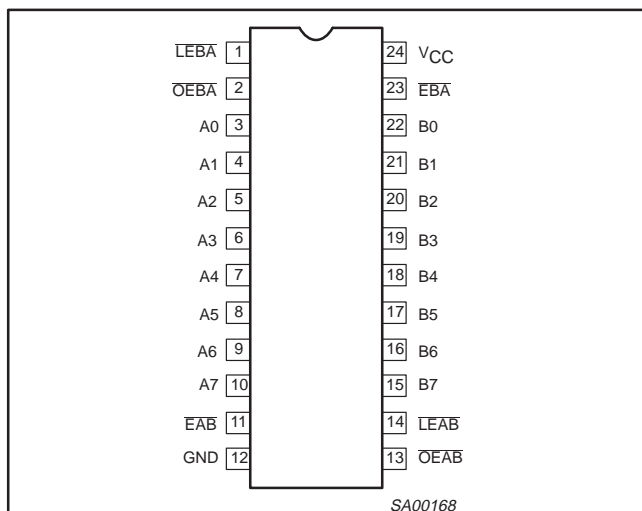 LEBA 1 24 VCC
OEBA 2 23 EBA
A0 3 22 B0
A1 4 21 B1
A2 5 20 B2
A3 6 19 B3
A4 7 18 B4
A5 8 17 B5
A6 9 16 B6
A7 10 15 B7
EAB 11 14 LEAB
GND 12 13 OEAB
SA00168